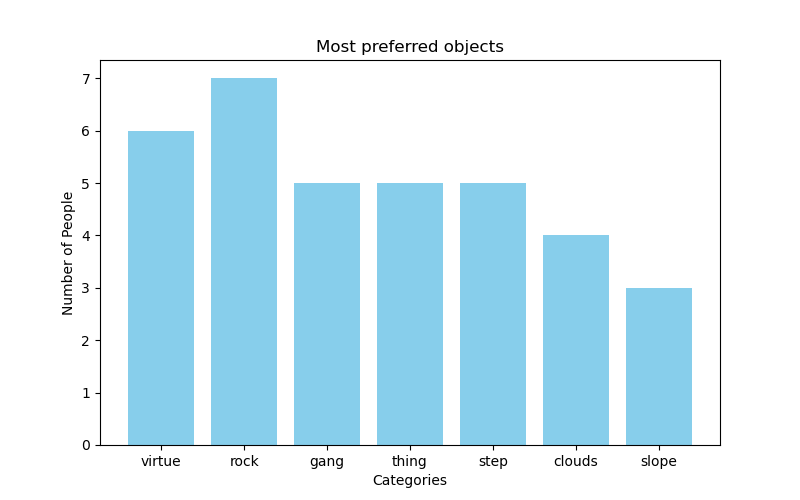 Most preferred objects
Number of People
7
6
5
4
3
2
1
0
virtue rock gang thing step clouds slope
Categories